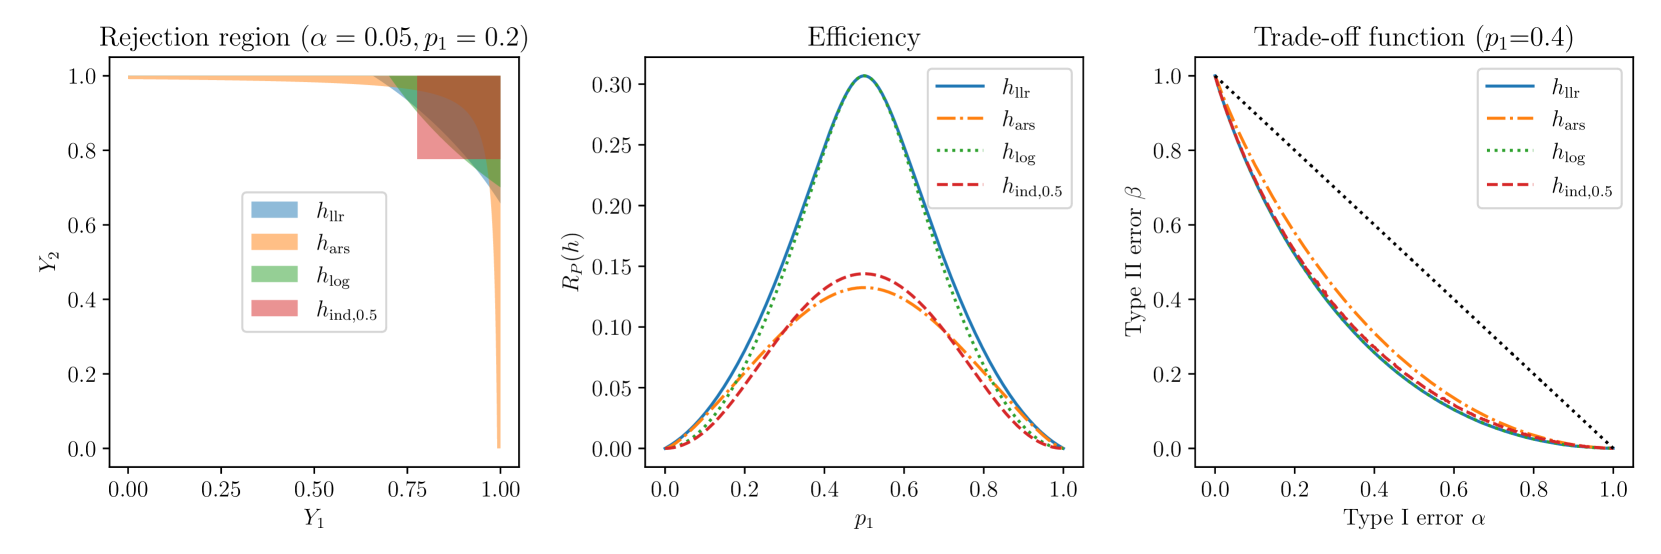 Rejection region (α = 0.05, p₁ = 0.2)
1.0
0.8
0.6
0.4
0.2
0.0
Y₂
h_llr
h_ars
h_log
h_ind,0.5
0.00 0.25 0.50 0.75 1.00
Y₁
Efficiency
0.30
0.25
0.20
0.15
0.10
0.05
0.00
R_P(h)
h_llr
h_ars
h_log
h_ind,0.5
0.0 0.2 0.4 0.6 0.8 1.0
p₁
Trade-off function (p₁=0.4)
1.0
0.8
0.6
0.4
0.2
0.0
Type II error β
h_llr
h_ars
h_log
h_ind,0.5
0.0 0.2 0.4 0.6 0.8 1.0
Type I error α